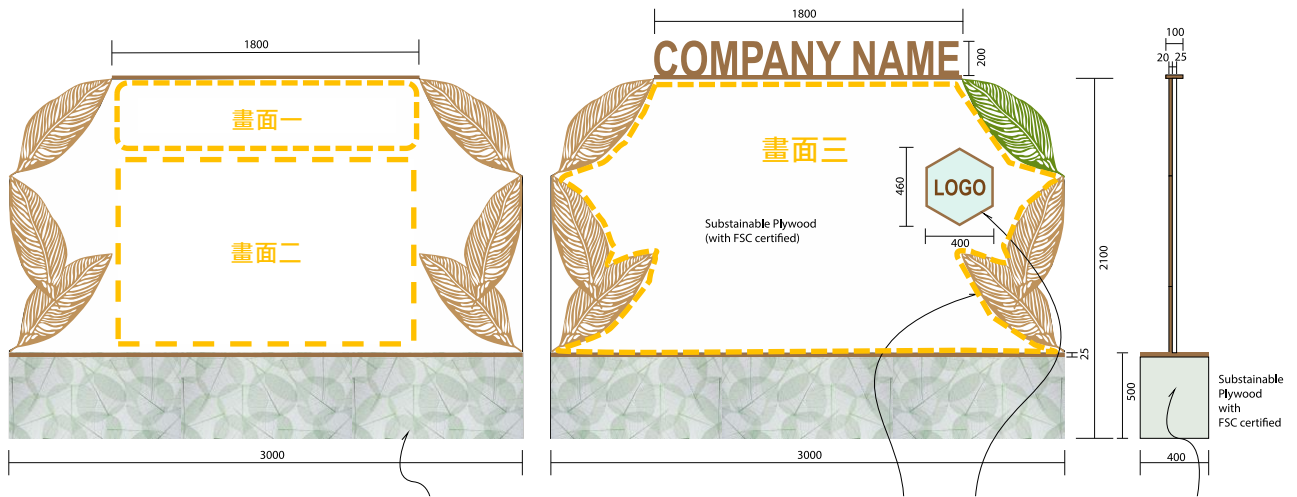 1800
畫面一
畫面二
3000
1800
COMPANY NAME
200
畫面三
460
LOGO
400
Substainable Plywood
(with FSC certified)
25
3000
100
20
25
2100
500
Substainable
Plywood
with
FSC certified
400